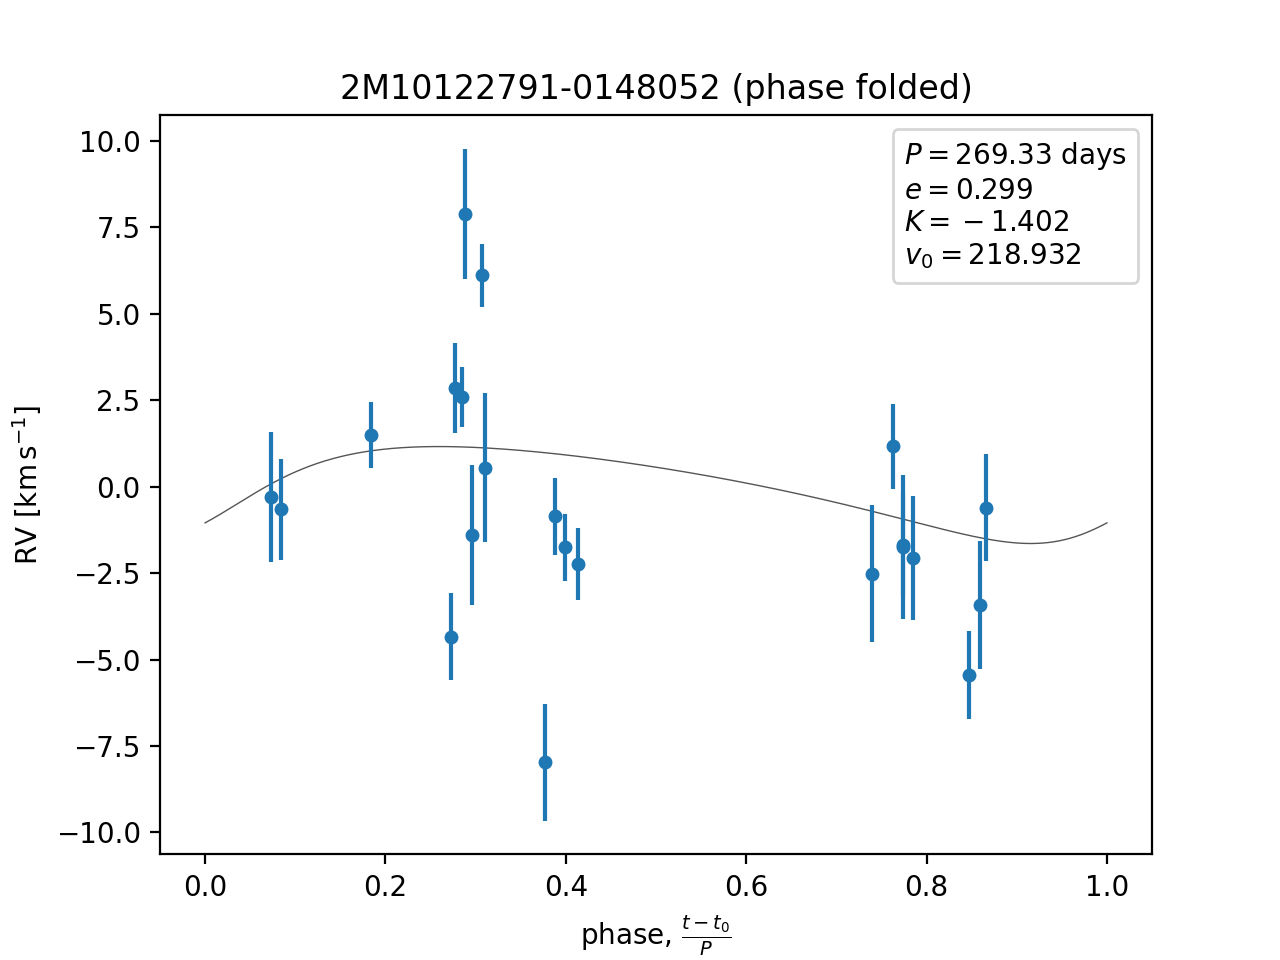 2M10122791-0148052 (phase folded)
P = 269.33 days
e = 0.299
K = −1.402
v₀ = 218.932
10.0
7.5
5.0
2.5
0.0
−2.5
−5.0
−7.5
−10.0
RV [km s⁻¹]
0.0 0.2 0.4 0.6 0.8 1.0
phase, (t − t₀)/P